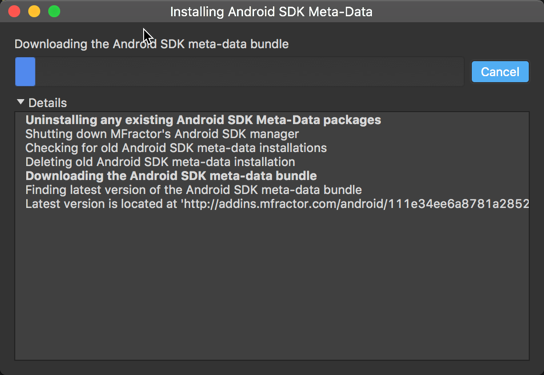 Installing Android SDK Meta-Data
Downloading the Android SDK meta-data bundle
Cancel
Details
Uninstalling any existing Android SDK Meta-Data packages
Shutting down MFractor's Android SDK manager
Checking for old Android SDK meta-data installations
Deleting old Android SDK meta-data installation
Downloading the Android SDK meta-data bundle
Finding latest version of the Android SDK meta-data bundle
Latest version is located at 'http://addins.mfractor.com/android/111e34ee6a8781a2852